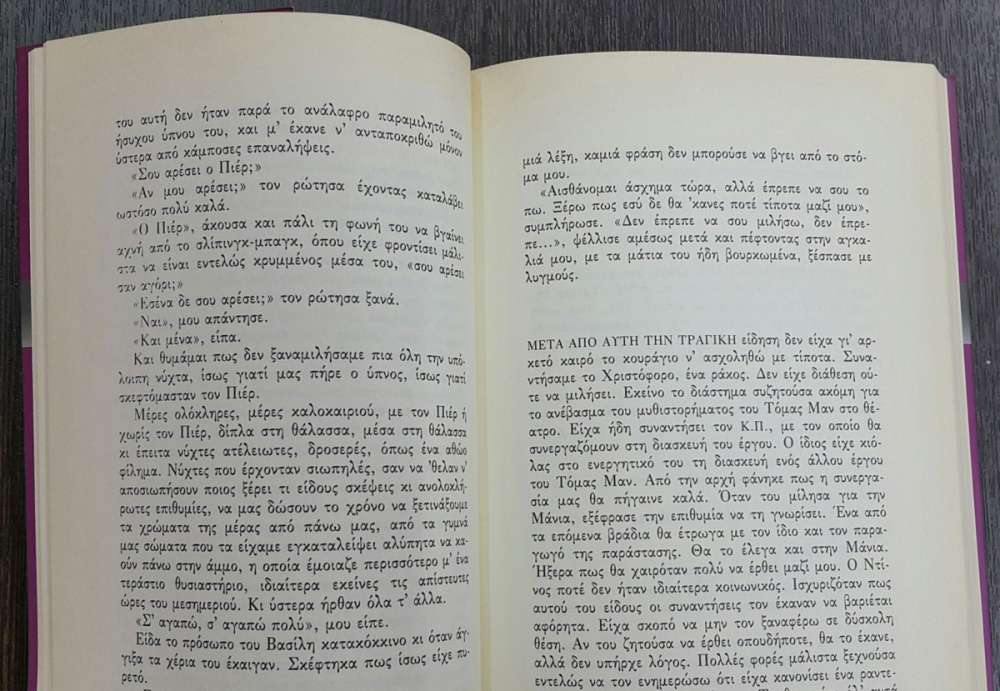 του αυτή δεν ήταν παρά το ανάλαφρο παραμιλητό του
ήσυχου ύπνου του, και μ' έκανε ν' ανταποκριθώ μόνον
ύστερα από κάμποσες επαναλήψεις.
«Σου αρέσει ο Πιέρ;»
«Αν μου αρέσει;» τον ρώτησα έχοντας καταλάβει
ωστόσο πολύ καλά.
«Ο Πιέρ», άκουσα και πάλι τη φωνή του να βγαίνει
αχνή από το σλίπινγκ-μπαγκ, όπου είχε φροντίσει μάλι-
στα να είναι εντελώς κρυμμένος μέσα του, «σου αρέσει
σαν αγόρι;»
«Εσένα δε σου αρέσει;» τον ρώτησα ξανά.
«Ναι», μου απάντησε.
«Και μένα», είπα.
Και θυμάμαι πως δεν ξαναμιλήσαμε πια όλη την υπό-
λοιπη νύχτα, ίσως γιατί μας πήρε ο ύπνος, ίσως γιατί
σκεφτόμασταν τον Πιέρ.
Μέρες ολόκληρες, μέρες καλοκαιριού, με τον Πιέρ ή
χωρίς τον Πιέρ, δίπλα στη θάλασσα, μέσα στη θάλασσα
κι έπειτα νύχτες ατέλειωτες, δροσερές, όπως ένα αθώο
φίλημα. Νύχτες που έρχονταν σιωπηλές, σαν να 'θελαν ν'
αποσιωπήσουν ποιος ξέρει τι είδους σκέψεις κι ανολοκλή-
ρωτες επιθυμίες, να μας δώσουν το χρόνο να ξετινάξουμε
τα χρώματα της μέρας από πάνω μας, από τα γυμνά
μας σώματα που τα είχαμε εγκαταλείψει αλύπητα να κα-
ούν πάνω στην άμμο, η οποία έμοιαζε περισσότερο μ' ένα
τεράστιο θυσιαστήριο, ιδιαίτερα εκείνες τις απίστευτες
ώρες του μεσημεριού. Κι ύστερα ήρθαν όλα τ' άλλα.
«Σ' αγαπώ, σ' αγαπώ πολύ», μου είπε.
Είδα το πρόσωπο του Βασίλη κατακόκκινο κι όταν άγ-
γιξα τα χέρια του έκαιγαν. Σκέφτηκα πως ίσως είχε πυ-
ρετό.
μιά λέξη, καμιά φράση δεν μπορούσε να βγει από το στό-
μα μου.
«Αισθάνομαι άσχημα τώρα, αλλά έπρεπε να σου το
πω. Ξέρω πως εσύ δε θα 'κανες ποτέ τίποτα μαζί μου»,
συμπλήρωσε. «Δεν έπρεπε να σου μιλήσω, δεν έπρε-
πε...», ψέλλισε αμέσως μετά και πέφτοντας στην αγκα-
λιά μου, με τα μάτια του ήδη βουρκωμένα, ξέσπασε με
λυγμούς.
ΜΕΤΑ ΑΠΟ ΑΥΤΗ ΤΗΝ ΤΡΑΓΙΚΗ είδηση δεν είχα γι' αρ-
κετό καιρό το κουράγιο ν' ασχοληθώ με τίποτα. Συνα-
ντήσαμε το Χριστόφορο, ένα ράκος. Δεν είχε διάθεση ού-
τε να μιλήσει. Εκείνο το διάστημα συζητούσα ακόμη για
το ανέβασμα του μυθιστορήματος του Τόμας Μαν στο θέ-
ατρο. Είχα ήδη συναντήσει τον Κ.Π., με τον οποίο θα
συνεργαζόμουν στη διασκευή του έργου. Ο ίδιος είχε κιό-
λας στο ενεργητικό του τη διασκευή ενός άλλου έργου
του Τόμας Μαν. Από την αρχή φάνηκε πως η συνεργα-
σία μας θα πήγαινε καλά. Όταν του μίλησα για την
Μάνια, εξέφρασε την επιθυμία να τη γνωρίσει. Ένα από
τα επόμενα βράδια θα έτρωγα με τον ίδιο και τον παρα-
γωγό της παράστασης. Θα το έλεγα και στην Μάνια.
Ήξερα πως θα χαιρόταν πολύ να έρθει μαζί μου. Ο Ντί-
νος ποτέ δεν ήταν ιδιαίτερα κοινωνικός. Ισχυριζόταν πως
αυτού του είδους οι συναντήσεις τον έκαναν να βαριέται
αφόρητα. Είχα σκοπό να μην τον ξαναφέρω σε δύσκολη
θέση. Αν του ζητούσα να έρθει οπουδήποτε, θα το έκανε,
αλλά δεν υπήρχε λόγος. Πολλές φορές μάλιστα ξεχνούσα
εντελώς να τον ενημερώσω ότι είχα κανονίσει ένα ραντε-